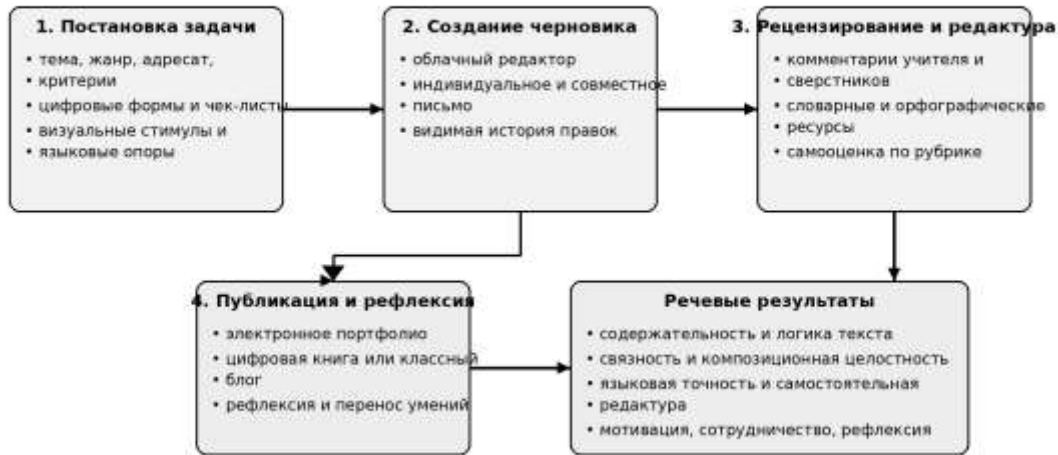 1. Постановка задачи
• тема, жанр, адресат,
• критерии
• цифровые формы и чек-листы
• визуальные стимулы и
• языковые опоры
2. Создание черновика
• облачный редактор
• индивидуальное и совместное
• письмо
• видимая история правок
3. Рецензирование и редактура
• комментарии учителя и
• сверстников
• словарные и орфографические
• ресурсы
• самооценка по рубрике
4. Публикация и рефлексия
• электронное портфолио
• цифровая книга или классный
• блог
• рефлексия и перенос умений
Речевые результаты
• содержательность и логика текста
• связность и композиционная целостность
• языковая точность и самостоятельная
• редактура
• мотивация, сотрудничество, рефлексия